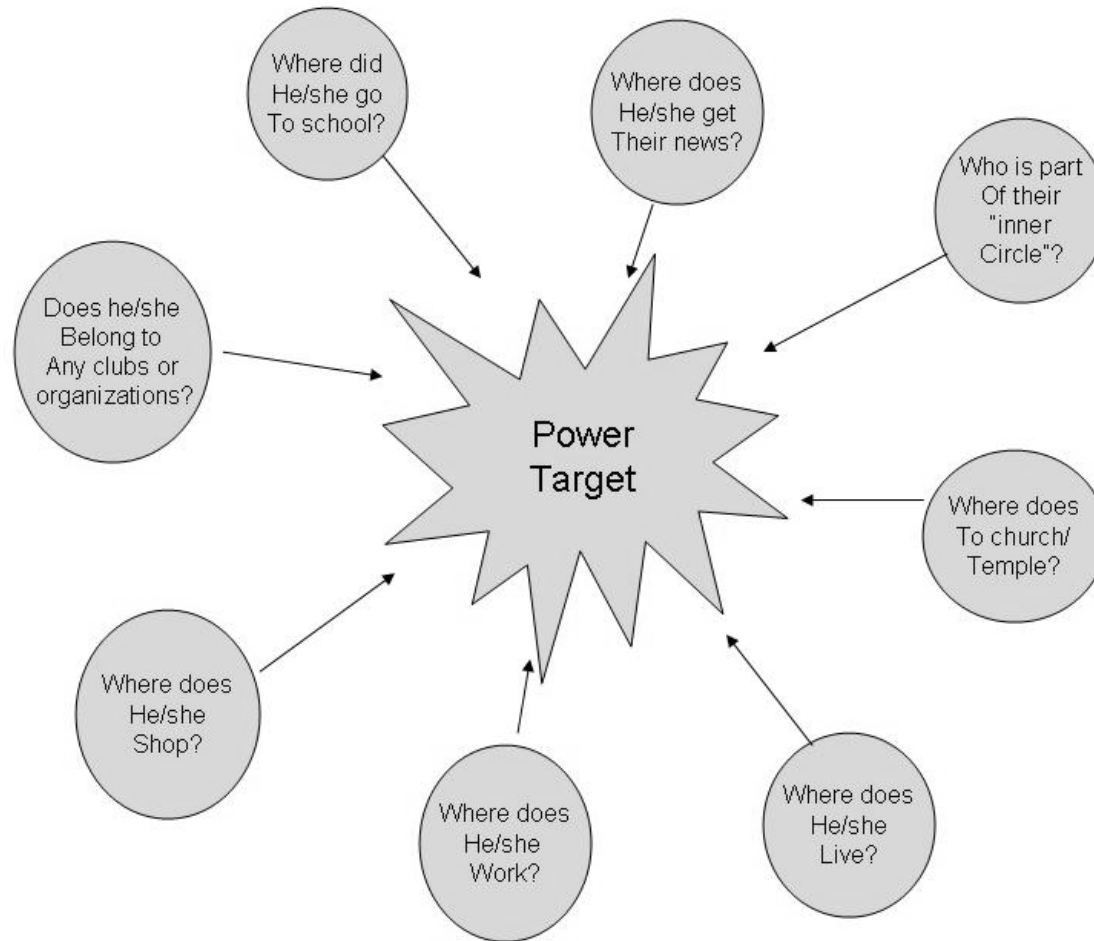 Where did
He/she go
To school?
Where does
He/she get
Their news?
Who is part
Of their
"inner
Circle"?
Does he/she
Belong to
Any clubs or
organizations?
Power
Target
Where does
To church/
Temple?
Where does
He/she
Shop?
Where does
He/she
Work?
Where does
He/she
Live?